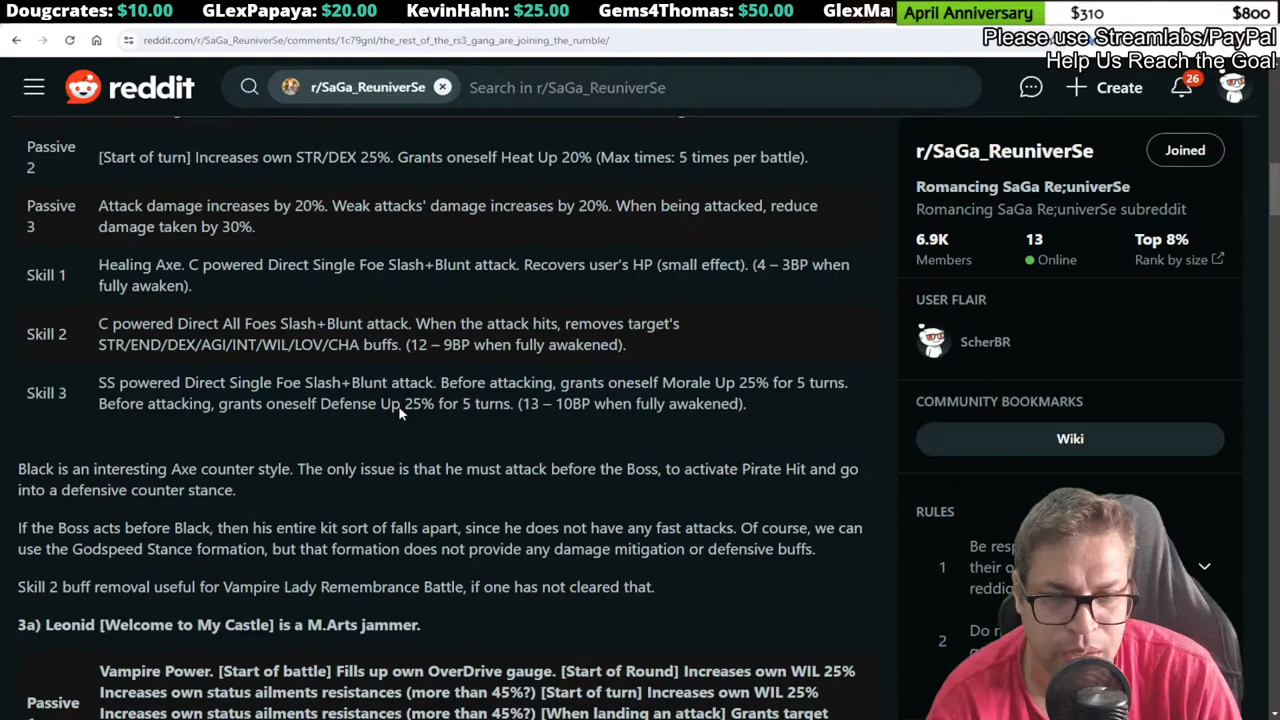 Dougcrates: $10.00 GLexPapaya: $20.00 KevinHahn: $25.00 Gems4Thomas: $50.00 GlexMa
April Anniversary $310 $800
Please use Streamlabs/PayPal
Help Us Reach the Goal
reddit.com/r/SaGa_ReuniverSe/comments/1c79gnl/the_rest_of_the_rs3_gang_are_joining_the_rumble/
reddit r/SaGa_ReuniverSe Search in r/SaGa_ReuniverSe Create 26
Passive 2 [Start of turn] Increases own STR/DEX 25%. Grants oneself Heat Up 20% (Max times: 5 times per battle).
Passive 3 Attack damage increases by 20%. Weak attacks' damage increases by 20%. When being attacked, reduce
damage taken by 30%.
Skill 1 Healing Axe. C powered Direct Single Foe Slash+Blunt attack. Recovers user's HP (small effect). (4 – 3BP when
fully awaken).
Skill 2 C powered Direct All Foes Slash+Blunt attack. When the attack hits, removes target's
STR/END/DEX/AGI/INT/WIL/LOV/CHA buffs. (12 – 9BP when fully awakened).
Skill 3 SS powered Direct Single Foe Slash+Blunt attack. Before attacking, grants oneself Morale Up 25% for 5 turns.
Before attacking, grants oneself Defense Up 25% for 5 turns. (13 – 10BP when fully awakened).
Black is an interesting Axe counter style. The only issue is that he must attack before the Boss, to activate Pirate Hit and go
into a defensive counter stance.
If the Boss acts before Black, then his entire kit sort of falls apart, since he does not have any fast attacks. Of course, we can
use the Godspeed Stance formation, but that formation does not provide any damage mitigation or defensive buffs.
Skill 2 buff removal useful for Vampire Lady Remembrance Battle, if one has not cleared that.
3a) Leonid [Welcome to My Castle] is a M.Arts jammer.
Vampire Power. [Start of battle] Fills up own OverDrive gauge. [Start of Round] Increases own WIL 25%
Increases own status ailments resistances (more than 45%?) [Start of turn] Increases own WIL 25%
Passive Increases own status ailments resistances (more than 45%?) [When landing an attack] Grants target
r/SaGa_ReuniverSe Joined
Romancing SaGa Re;univerSe
Romancing SaGa Re;univerSe subreddit
6.9K 13 Top 8%
Members Online Rank by size
USER FLAIR
ScherBR
COMMUNITY BOOKMARKS
Wiki
RULES
1 Be resp
their o
reddi
2 Do n